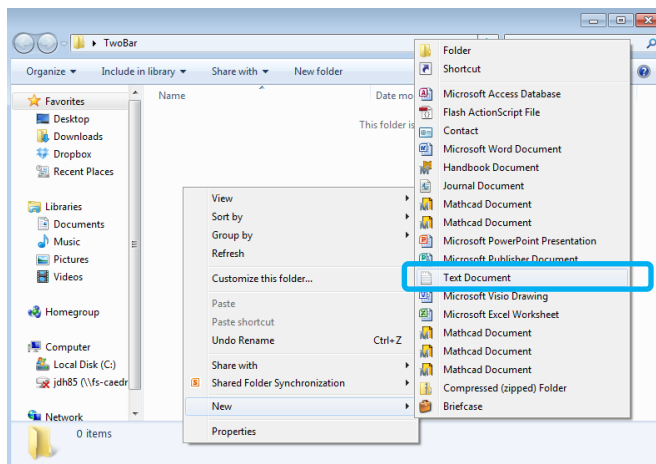 TwoBar
Organize
Include in library
Share with
New folder
Favorites
Desktop
Downloads
Dropbox
Recent Places
Libraries
Documents
Music
Pictures
Videos
Homegroup
Computer
Local Disk (C:)
jdh85 (\\fs-caedr
Network
Name
Date mo
This folder is
0 items
View
Sort by
Group by
Refresh
Customize this folder...
Paste
Paste shortcut
Undo Rename Ctrl+Z
Share with
Shared Folder Synchronization
New
Properties
Folder
Shortcut
Microsoft Access Database
Flash ActionScript File
Contact
Microsoft Word Document
Handbook Document
Journal Document
Mathcad Document
Mathcad Document
Microsoft PowerPoint Presentation
Microsoft Publisher Document
Text Document
Microsoft Visio Drawing
Microsoft Excel Worksheet
Mathcad Document
Mathcad Document
Mathcad Document
Compressed (zipped) Folder
Briefcase